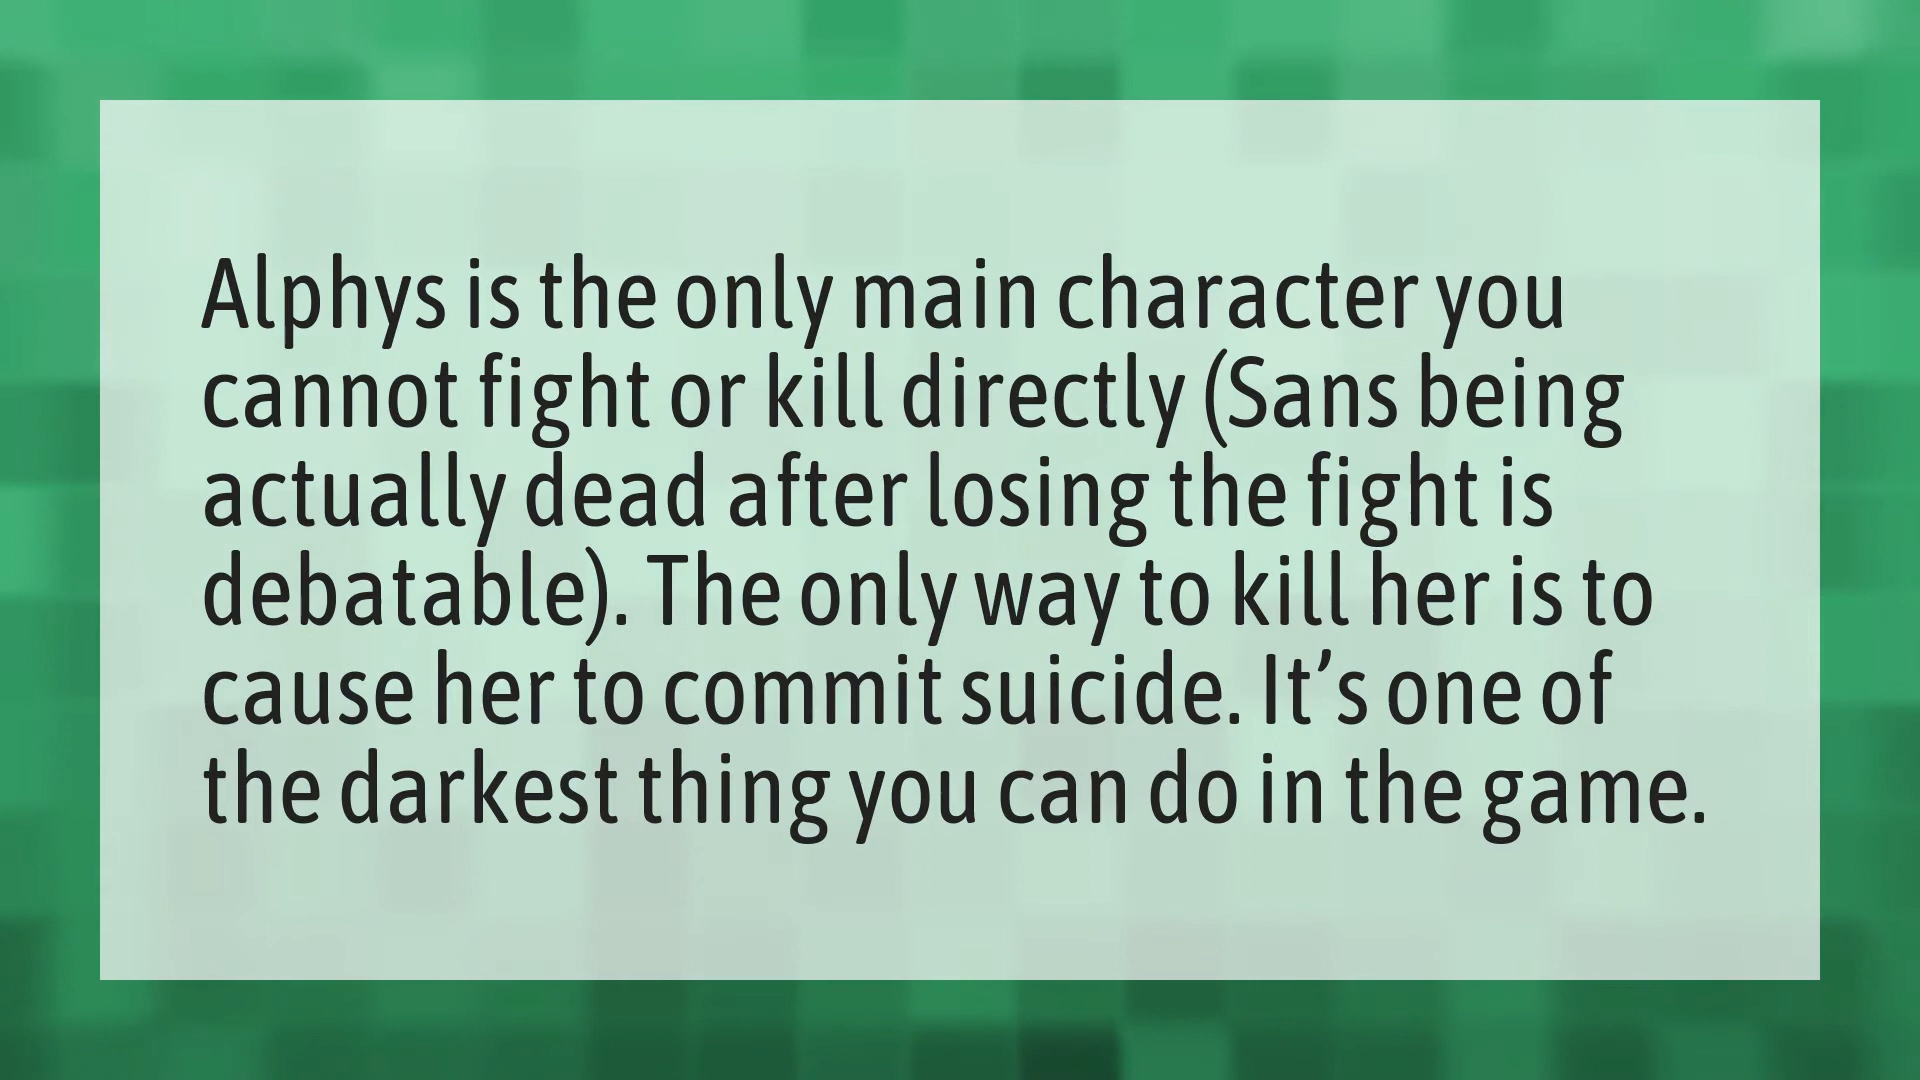 Alphys is the only main character you
cannot fight or kill directly (Sans being
actually dead after losing the fight is
debatable). The only way to kill her is to
cause her to commit suicide. It’s one of
the darkest thing you can do in the game.